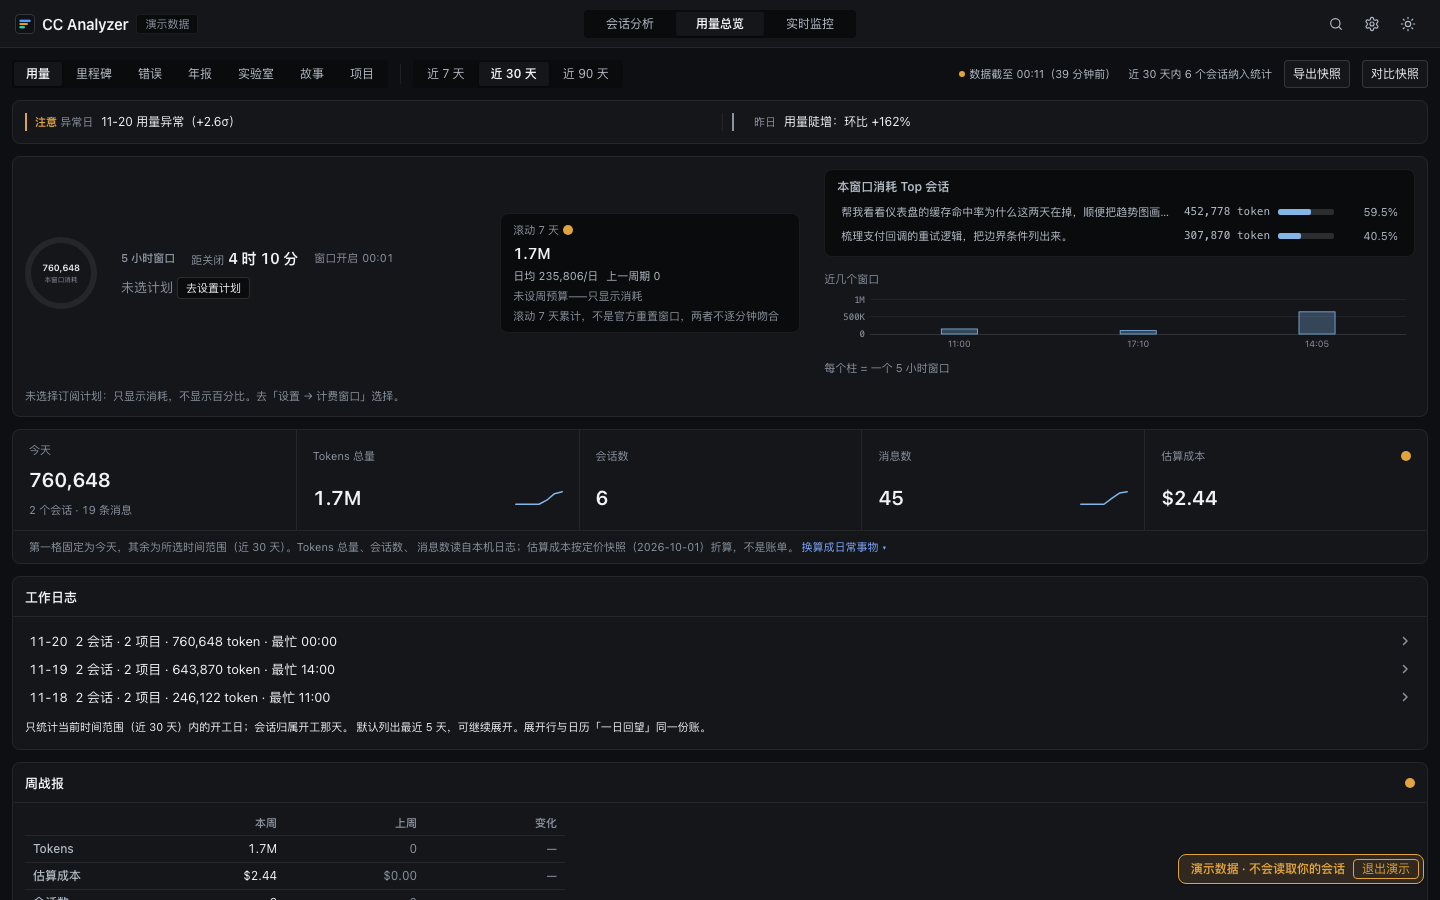 CC Analyzer 演示数据 会话分析 用量总览 实时监控
用量 里程碑 错误 年报 实验室 故事 项目 近 7 天 近 30 天 近 90 天 数据截至 00:11（39 分钟前） 近 30 天内 6 个会话纳入统计 导出快照 对比快照
注意 异常日 11-20 用量异常（+2.6σ） 昨日 用量陡增：环比 +162%
760,648
本窗口消耗
5 小时窗口 距关闭 4 时 10 分 窗口开启 00:01
未选计划 去设置计划
滚动 7 天
1.7M
日均 235,806/日 上一周期 0
未设周预算——只显示消耗
滚动 7 天累计，不是官方重置窗口，两者不逐分钟吻合
本窗口消耗 Top 会话
帮我看看仪表盘的缓存命中率为什么这两天在掉，顺便把趋势图画… 452,778 token 59.5%
梳理支付回调的重试逻辑，把边界条件列出来。 307,870 token 40.5%
近几个窗口
1M
500K
0
11:00 17:10 14:05
每个柱 = 一个 5 小时窗口
未选择订阅计划：只显示消耗，不显示百分比。去「设置 → 计费窗口」选择。
今天
760,648
2 个会话 · 19 条消息
Tokens 总量
1.7M
会话数
6
消息数
45
估算成本
$2.44
第一格固定为今天，其余为所选时间范围（近 30 天）。Tokens 总量、会话数、 消息数读自本机日志；估算成本按定价快照（2026-10-01）折算，不是账单。 换算成日常事物 ▾
工作日志
11-20 2 会话 · 2 项目 · 760,648 token · 最忙 00:00
11-19 2 会话 · 2 项目 · 643,870 token · 最忙 14:00
11-18 2 会话 · 2 项目 · 246,122 token · 最忙 11:00
只统计当前时间范围（近 30 天）内的开工日；会话归属开工那天。 默认列出最近 5 天，可继续展开。展开行与日历「一日回望」同一份账。
周战报
本周 上周 变化
Tokens 1.7M 0 —
估算成本 $2.44 $0.00 —
演示数据 · 不会读取你的会话 退出演示